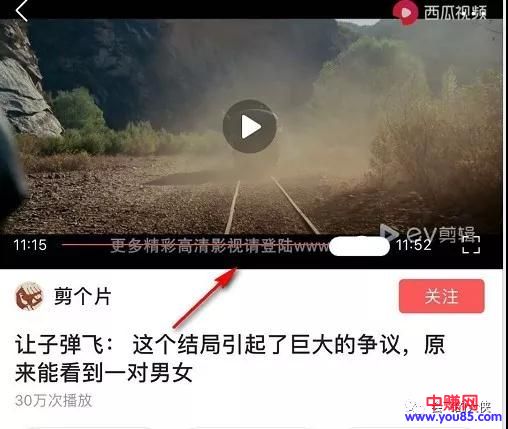 西瓜视频
ev剪辑
11:15
更多精彩高清影视请登陆www
11:52
剪个片
关注
让子弹飞： 这个结局引起了巨大的争议，原
来能看到一对男女
30万次播放
中赚网
www.you85.com